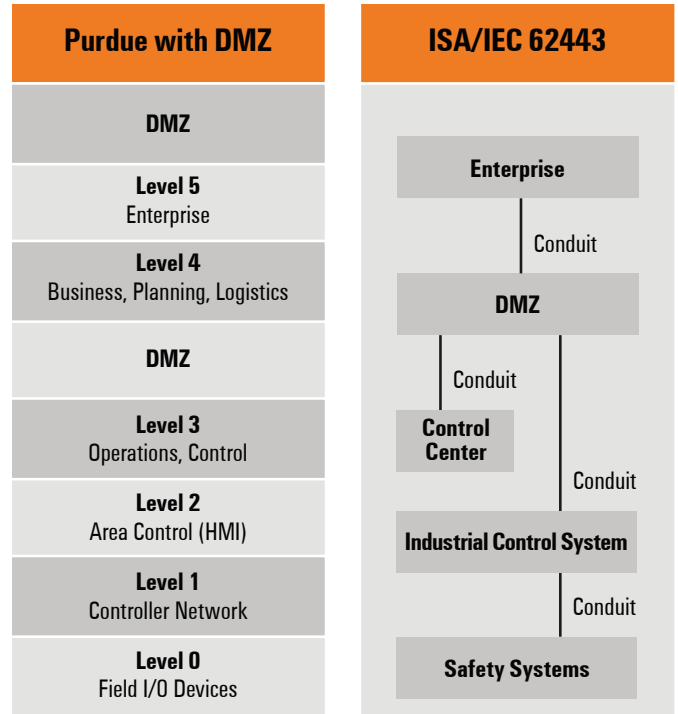 Purdue with DMZ
DMZ
Level 5
Enterprise
Level 4
Business, Planning, Logistics
DMZ
Level 3
Operations, Control
Level 2
Area Control (HMI)
Level 1
Controller Network
Level 0
Field I/O Devices
ISA/IEC 62443
Enterprise
Conduit
DMZ
Conduit
Control
Center
Conduit
Industrial Control System
Conduit
Safety Systems